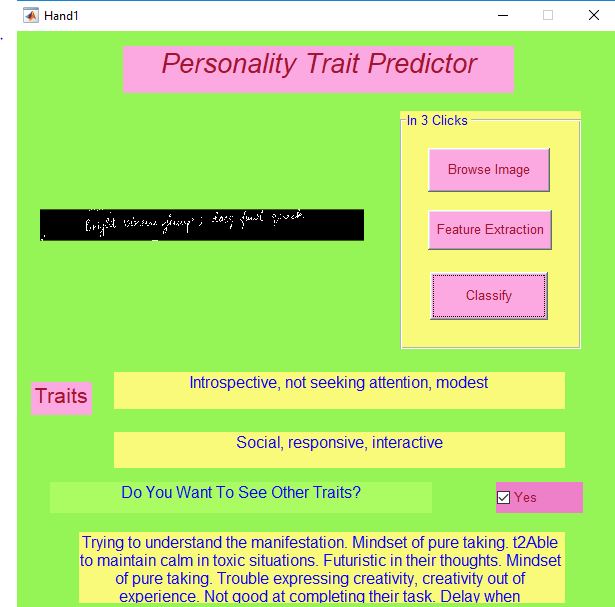 Hand1
Personality Trait Predictor
In 3 Clicks
Browse Image
Feature Extraction
Classify
Bright vixens jump; dozy fowl quack
Traits
Introspective, not seeking attention, modest
Social, responsive, interactive
Do You Want To See Other Traits?
Yes
Trying to understand the manifestation. Mindset of pure taking. t2Able
to maintain calm in toxic situations. Futuristic in their thoughts. Mindset
of pure taking. Trouble expressing creativity, creativity out of
experience. Not good at completing their task. Delay when